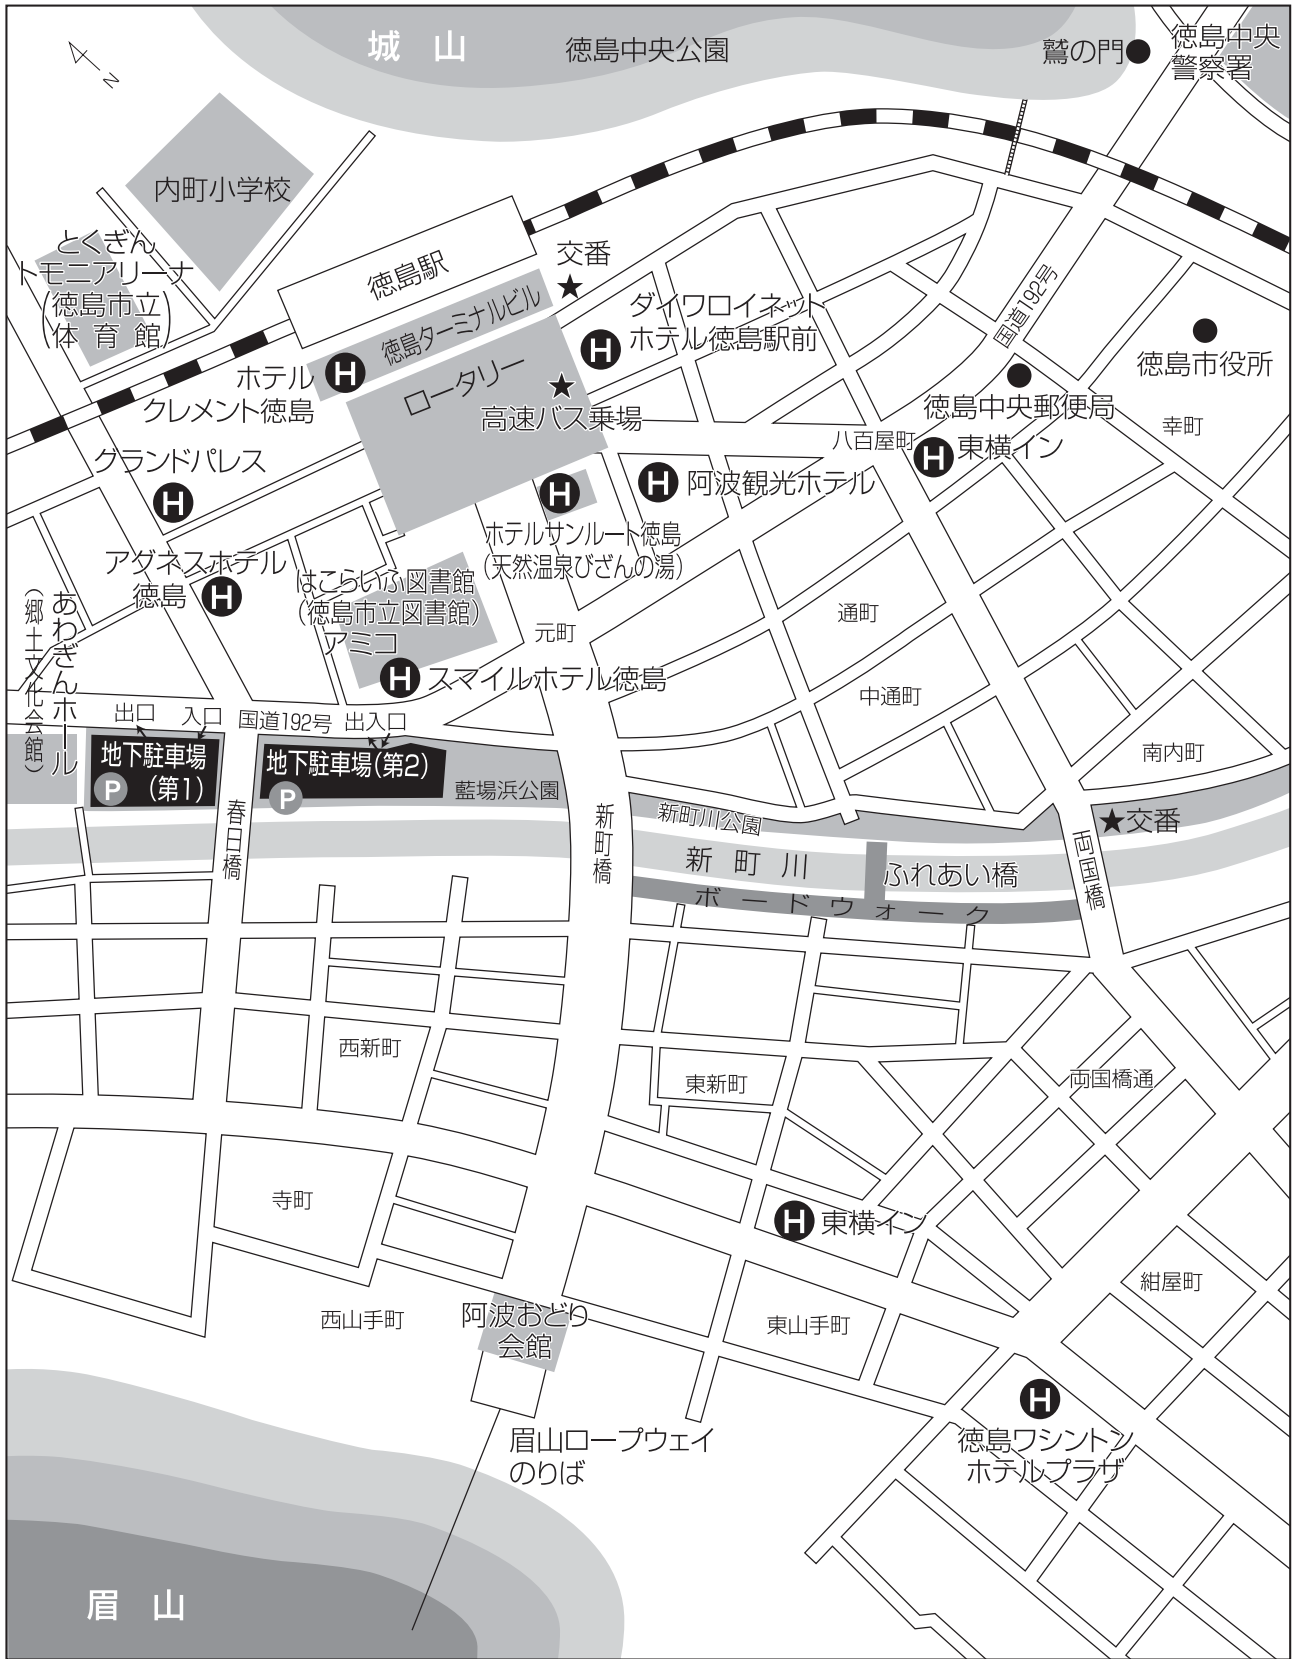 城 山
徳島中央公園
鷲の門
徳島中央
警察署
N
内町小学校
とくぎん
トモニアリーナ
(徳島市立
体 育 館)
徳島駅
交番
徳島ターミナルビル
ダイワロイネット
ホテル徳島駅前
H
国道192号
徳島市役所
H
ホテル
クレメント徳島
ロータリー
高速バス乗場
徳島中央郵便局
幸町
八百屋町
H
東横イン
グランドパレス
H
H
阿波観光ホテル
H
ホテルサンルート徳島
(天然温泉びざんの湯)
アグネスホテル
徳島
H
はこらいふ図書館
(徳島市立図書館)
アミコ
元町
通町
中通町
あわぎんホール
(郷土文化会館)
H
スマイルホテル徳島
出口
入口
国道192号
出入口
地下駐車場
(第1)
P
地下駐車場(第2)
P
藍場浜公園
南内町
春日橋
新町橋
新町川公園
交番
両国橋
新 町 川
ふれあい橋
ボードウォーク
西新町
東新町
両国橋通
寺町
H
東横イン
西山手町
阿波おどり
会館
東山手町
紺屋町
眉山ロープウェイ
のりば
H
徳島ワシントン
ホテルプラザ
眉 山